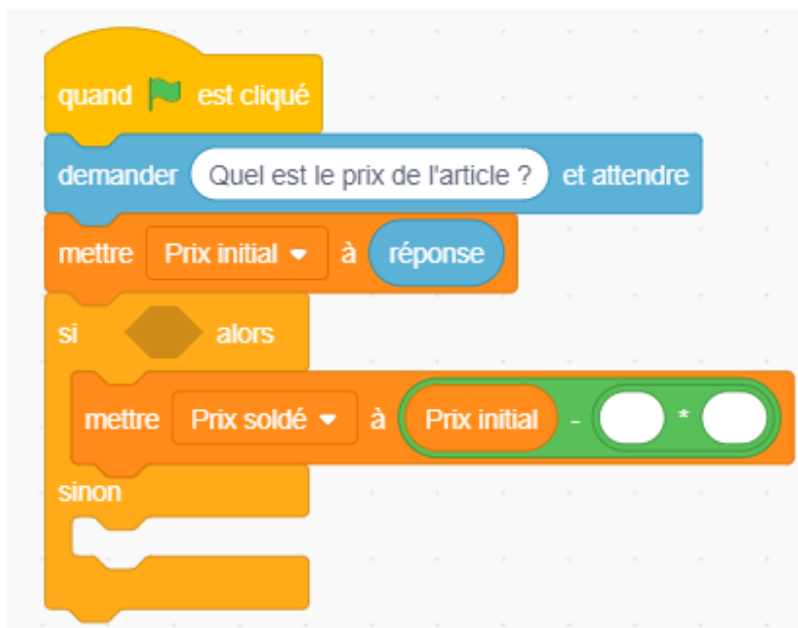 quand est cliqué
demander Quel est le prix de l'article ? et attendre
mettre Prix initial à réponse
si alors
mettre Prix soldé à Prix initial - *
sinon